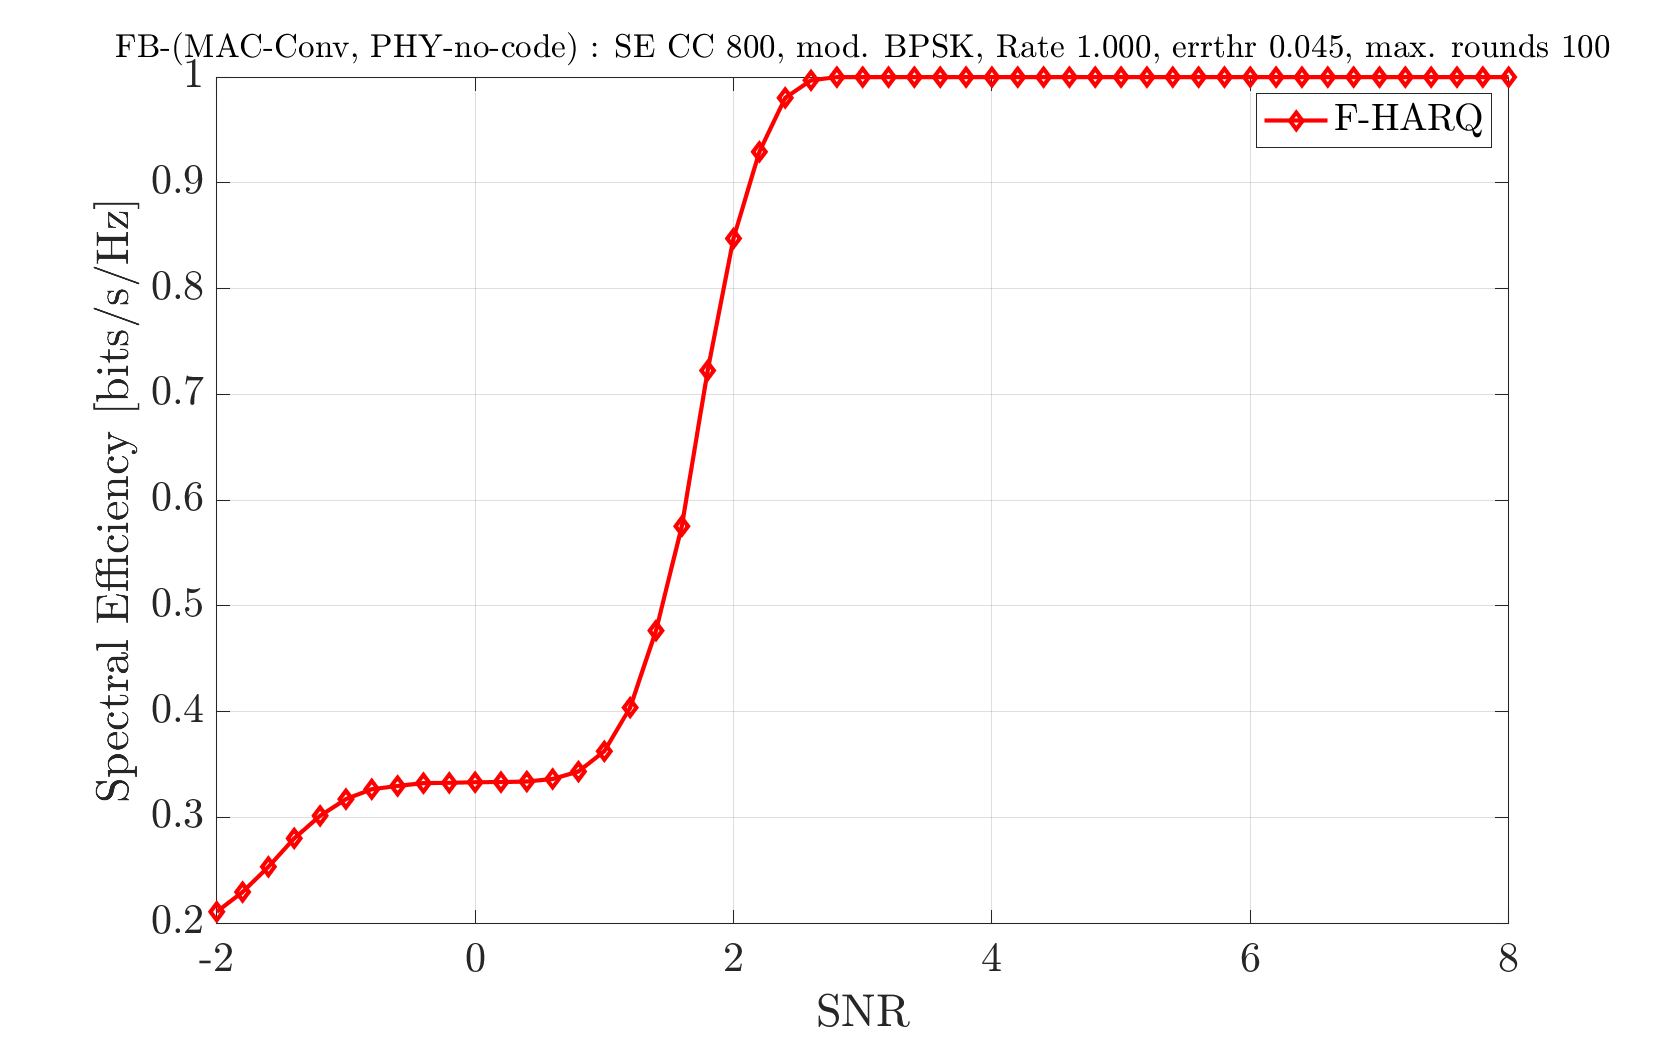 FB-(MAC-Conv, PHY-no-code) : SE CC 800, mod. BPSK, Rate 1.000, errthr 0.045, max. rounds 100
1
F-HARQ
0.9
0.8
0.7
0.6
0.5
0.4
0.3
0.2
Spectral Efficiency [bits/s/Hz]
-2 0 2 4 6 8
SNR